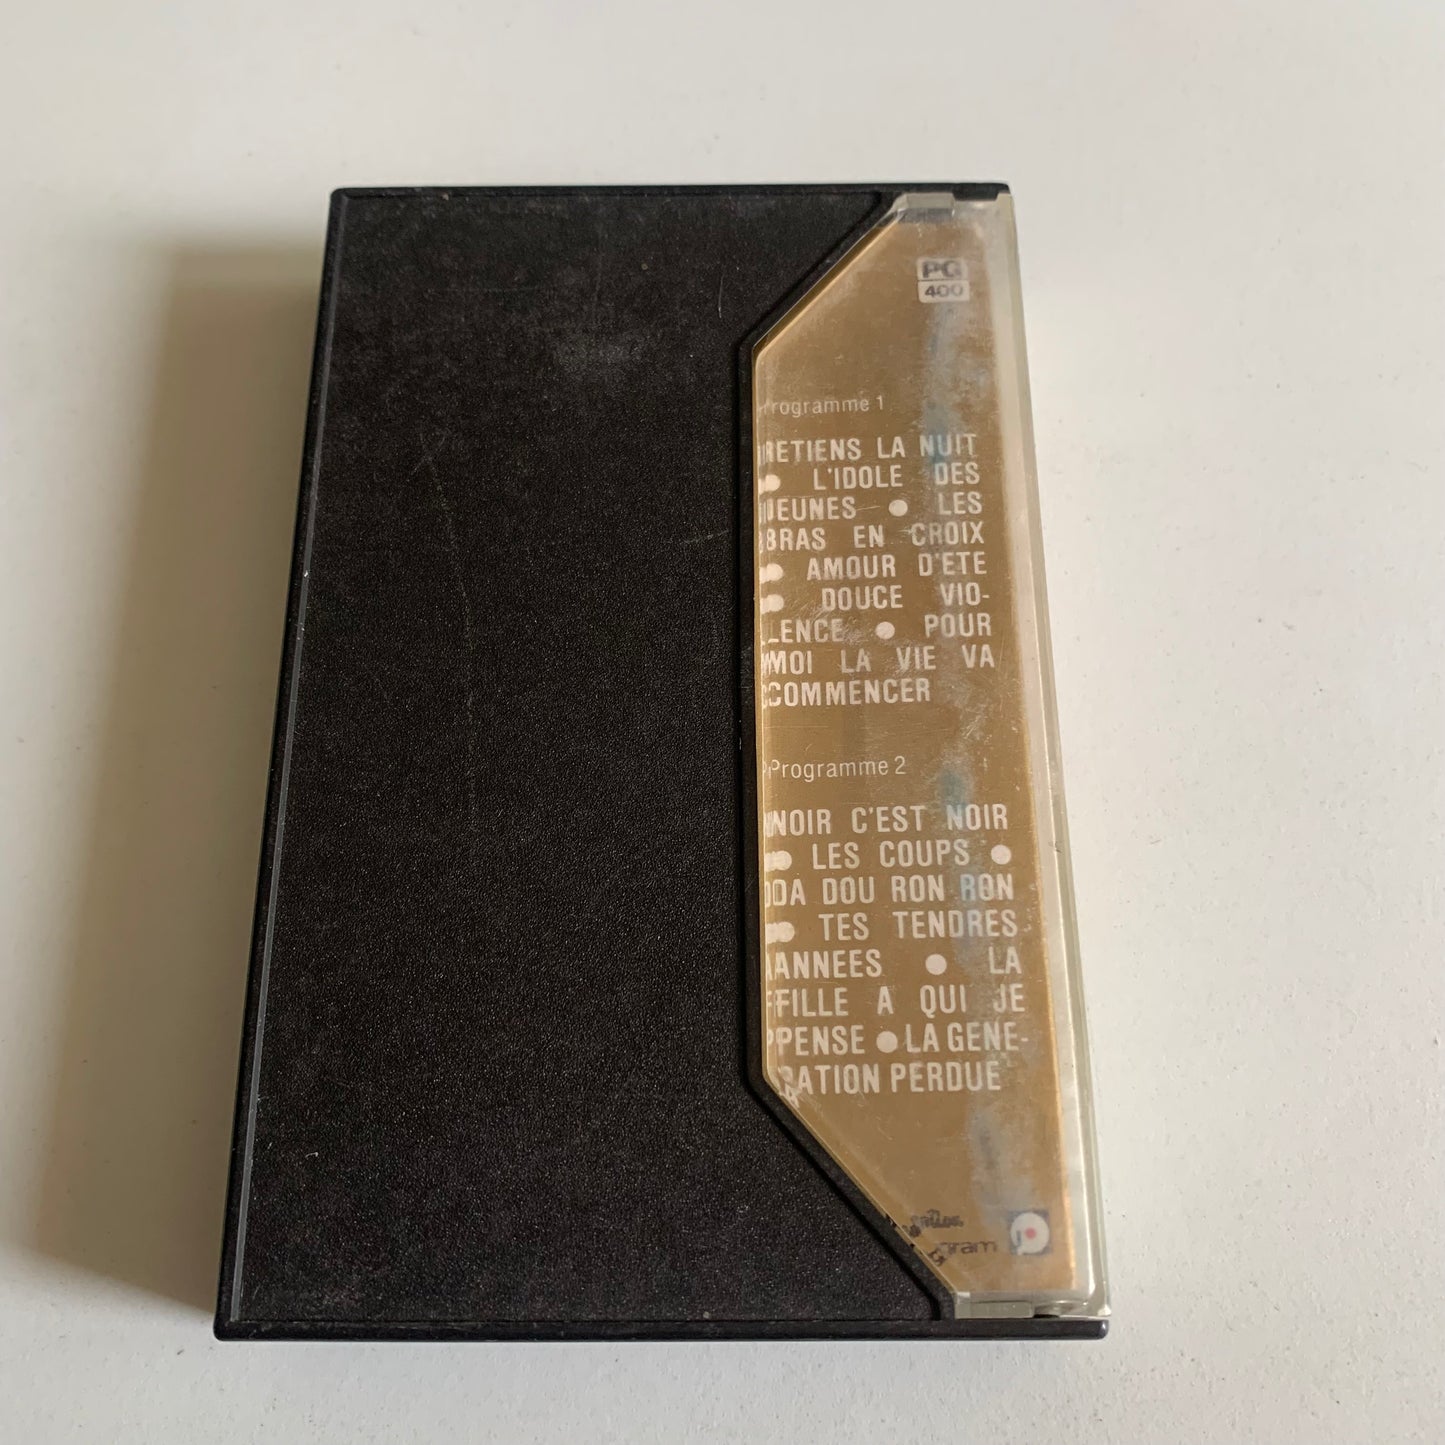 PG
400
Programme 1
RETIENS LA NUIT
● L'IDOLE DES
JEUNES ● LES
BRAS EN CROIX
● AMOUR D'ETE
● DOUCE VIO-
LENCE ● POUR
MOI LA VIE VA
COMMENCER
Programme 2
NOIR C'EST NOIR
● LES COUPS ●
DA DOU RON RON
● TES TENDRES
ANNEES ● LA
FILLE A QUI JE
PENSE ● LA GENE-
RATION PERDUE
gram